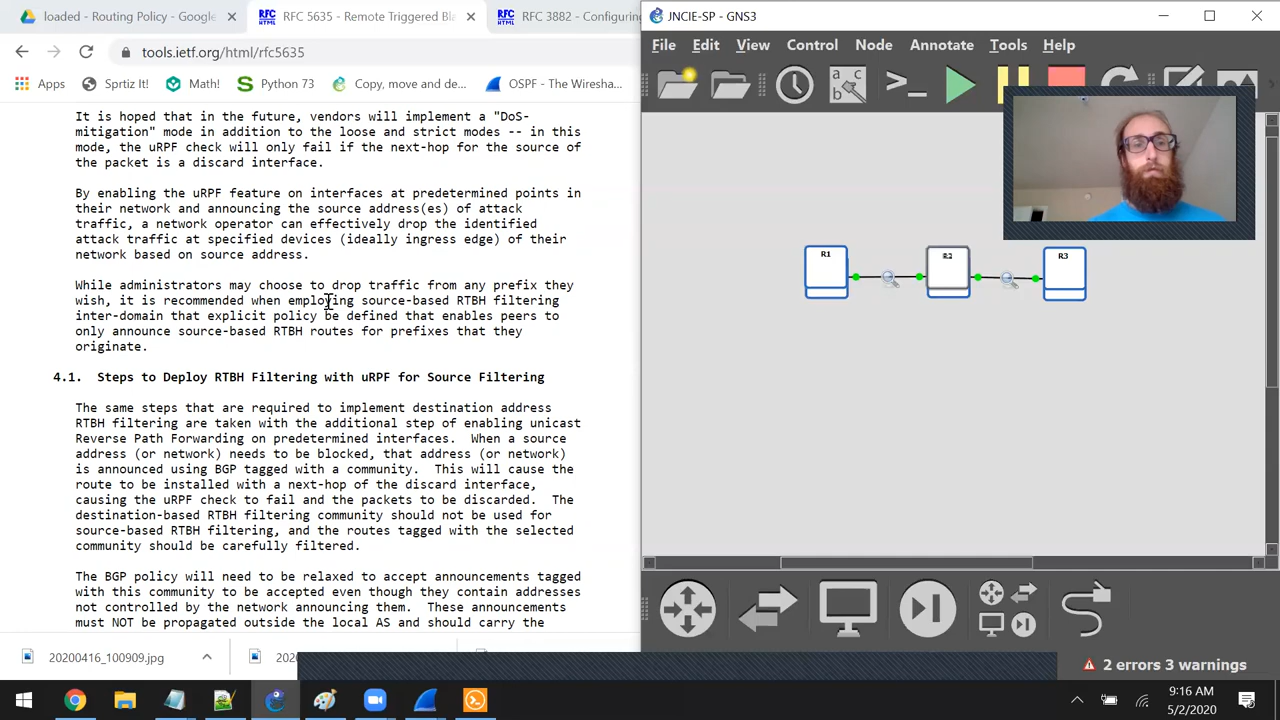 loaded - Routing Policy - Google
RFC 5635 - Remote Triggered Bla
RFC 3882 - Configurin
tools.ietf.org/html/rfc5635
Apps
Sprtiz It!
Math!
Python 73
Copy, move and de...
OSPF - The Wiresha...
It is hoped that in the future, vendors will implement a "DoS-
mitigation" mode in addition to the loose and strict modes -- in this
mode, the uRPF check will only fail if the next-hop for the source of
the packet is a discard interface.
By enabling the uRPF feature on interfaces at predetermined points in
their network and announcing the source address(es) of attack
traffic, a network operator can effectively drop the identified
attack traffic at specified devices (ideally ingress edge) of their
network based on source address.
While administrators may choose to drop traffic from any prefix they
wish, it is recommended when employing source-based RTBH filtering
inter-domain that explicit policy be defined that enables peers to
only announce source-based RTBH routes for prefixes that they
originate.
4.1. Steps to Deploy RTBH Filtering with uRPF for Source Filtering
The same steps that are required to implement destination address
RTBH filtering are taken with the additional step of enabling unicast
Reverse Path Forwarding on predetermined interfaces. When a source
address (or network) needs to be blocked, that address (or network)
is announced using BGP tagged with a community. This will cause the
route to be installed with a next-hop of the discard interface,
causing the uRPF check to fail and the packets to be discarded. The
destination-based RTBH filtering community should not be used for
source-based RTBH filtering, and the routes tagged with the selected
community should be carefully filtered.
The BGP policy will need to be relaxed to accept announcements tagged
with this community to be accepted even though they contain addresses
not controlled by the network announcing them. These announcements
must NOT be propagated outside the local AS and should carry the
20200416_100909.jpg
JNCIE-SP - GNS3
File
Edit
View
Control
Node
Annotate
Tools
Help
R1
R2
R3
2 errors 3 warnings
9:16 AM
5/2/2020